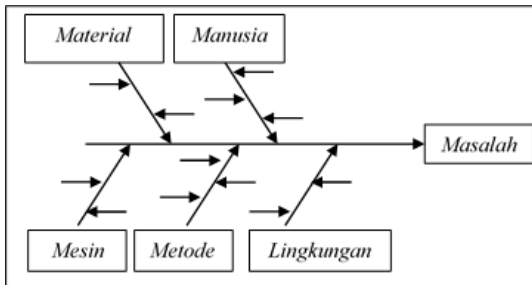 Material
Manusia
Masalah
Mesin
Metode
Lingkungan